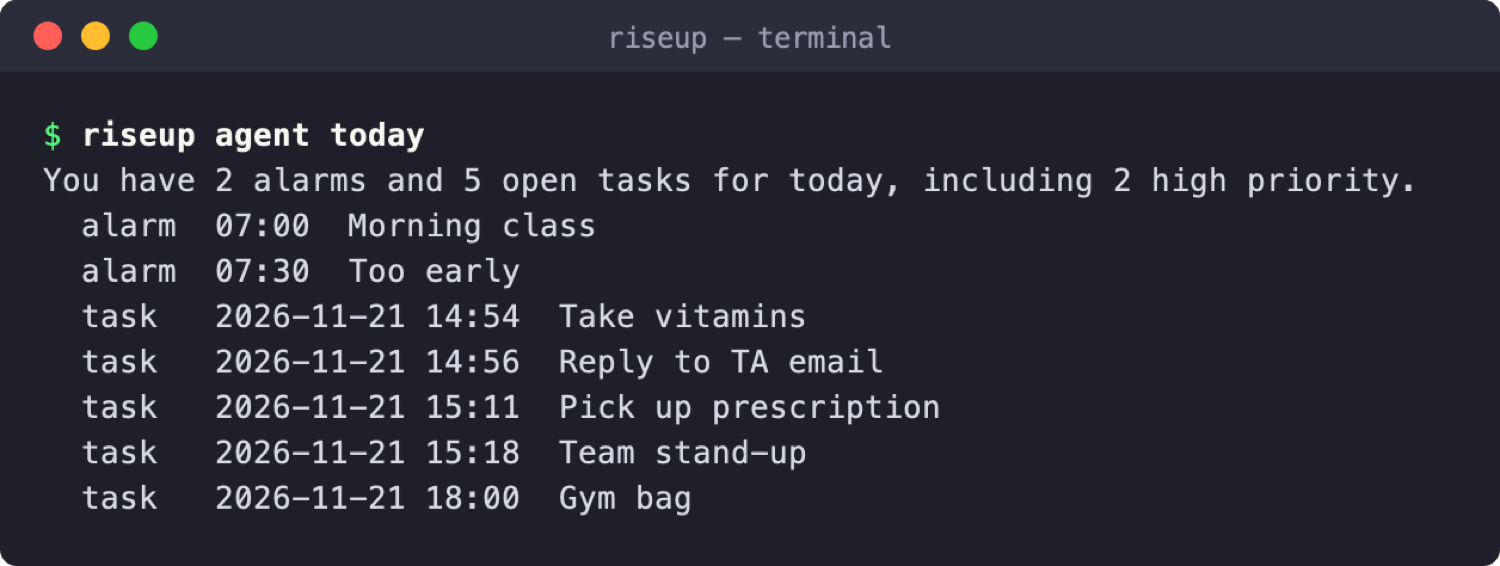 riseup — terminal
$ riseup agent today
You have 2 alarms and 5 open tasks for today, including 2 high priority.
alarm  07:00  Morning class
alarm  07:30  Too early
task   2026-11-21 14:54  Take vitamins
task   2026-11-21 14:56  Reply to TA email
task   2026-11-21 15:11  Pick up prescription
task   2026-11-21 15:18  Team stand-up
task   2026-11-21 18:00  Gym bag